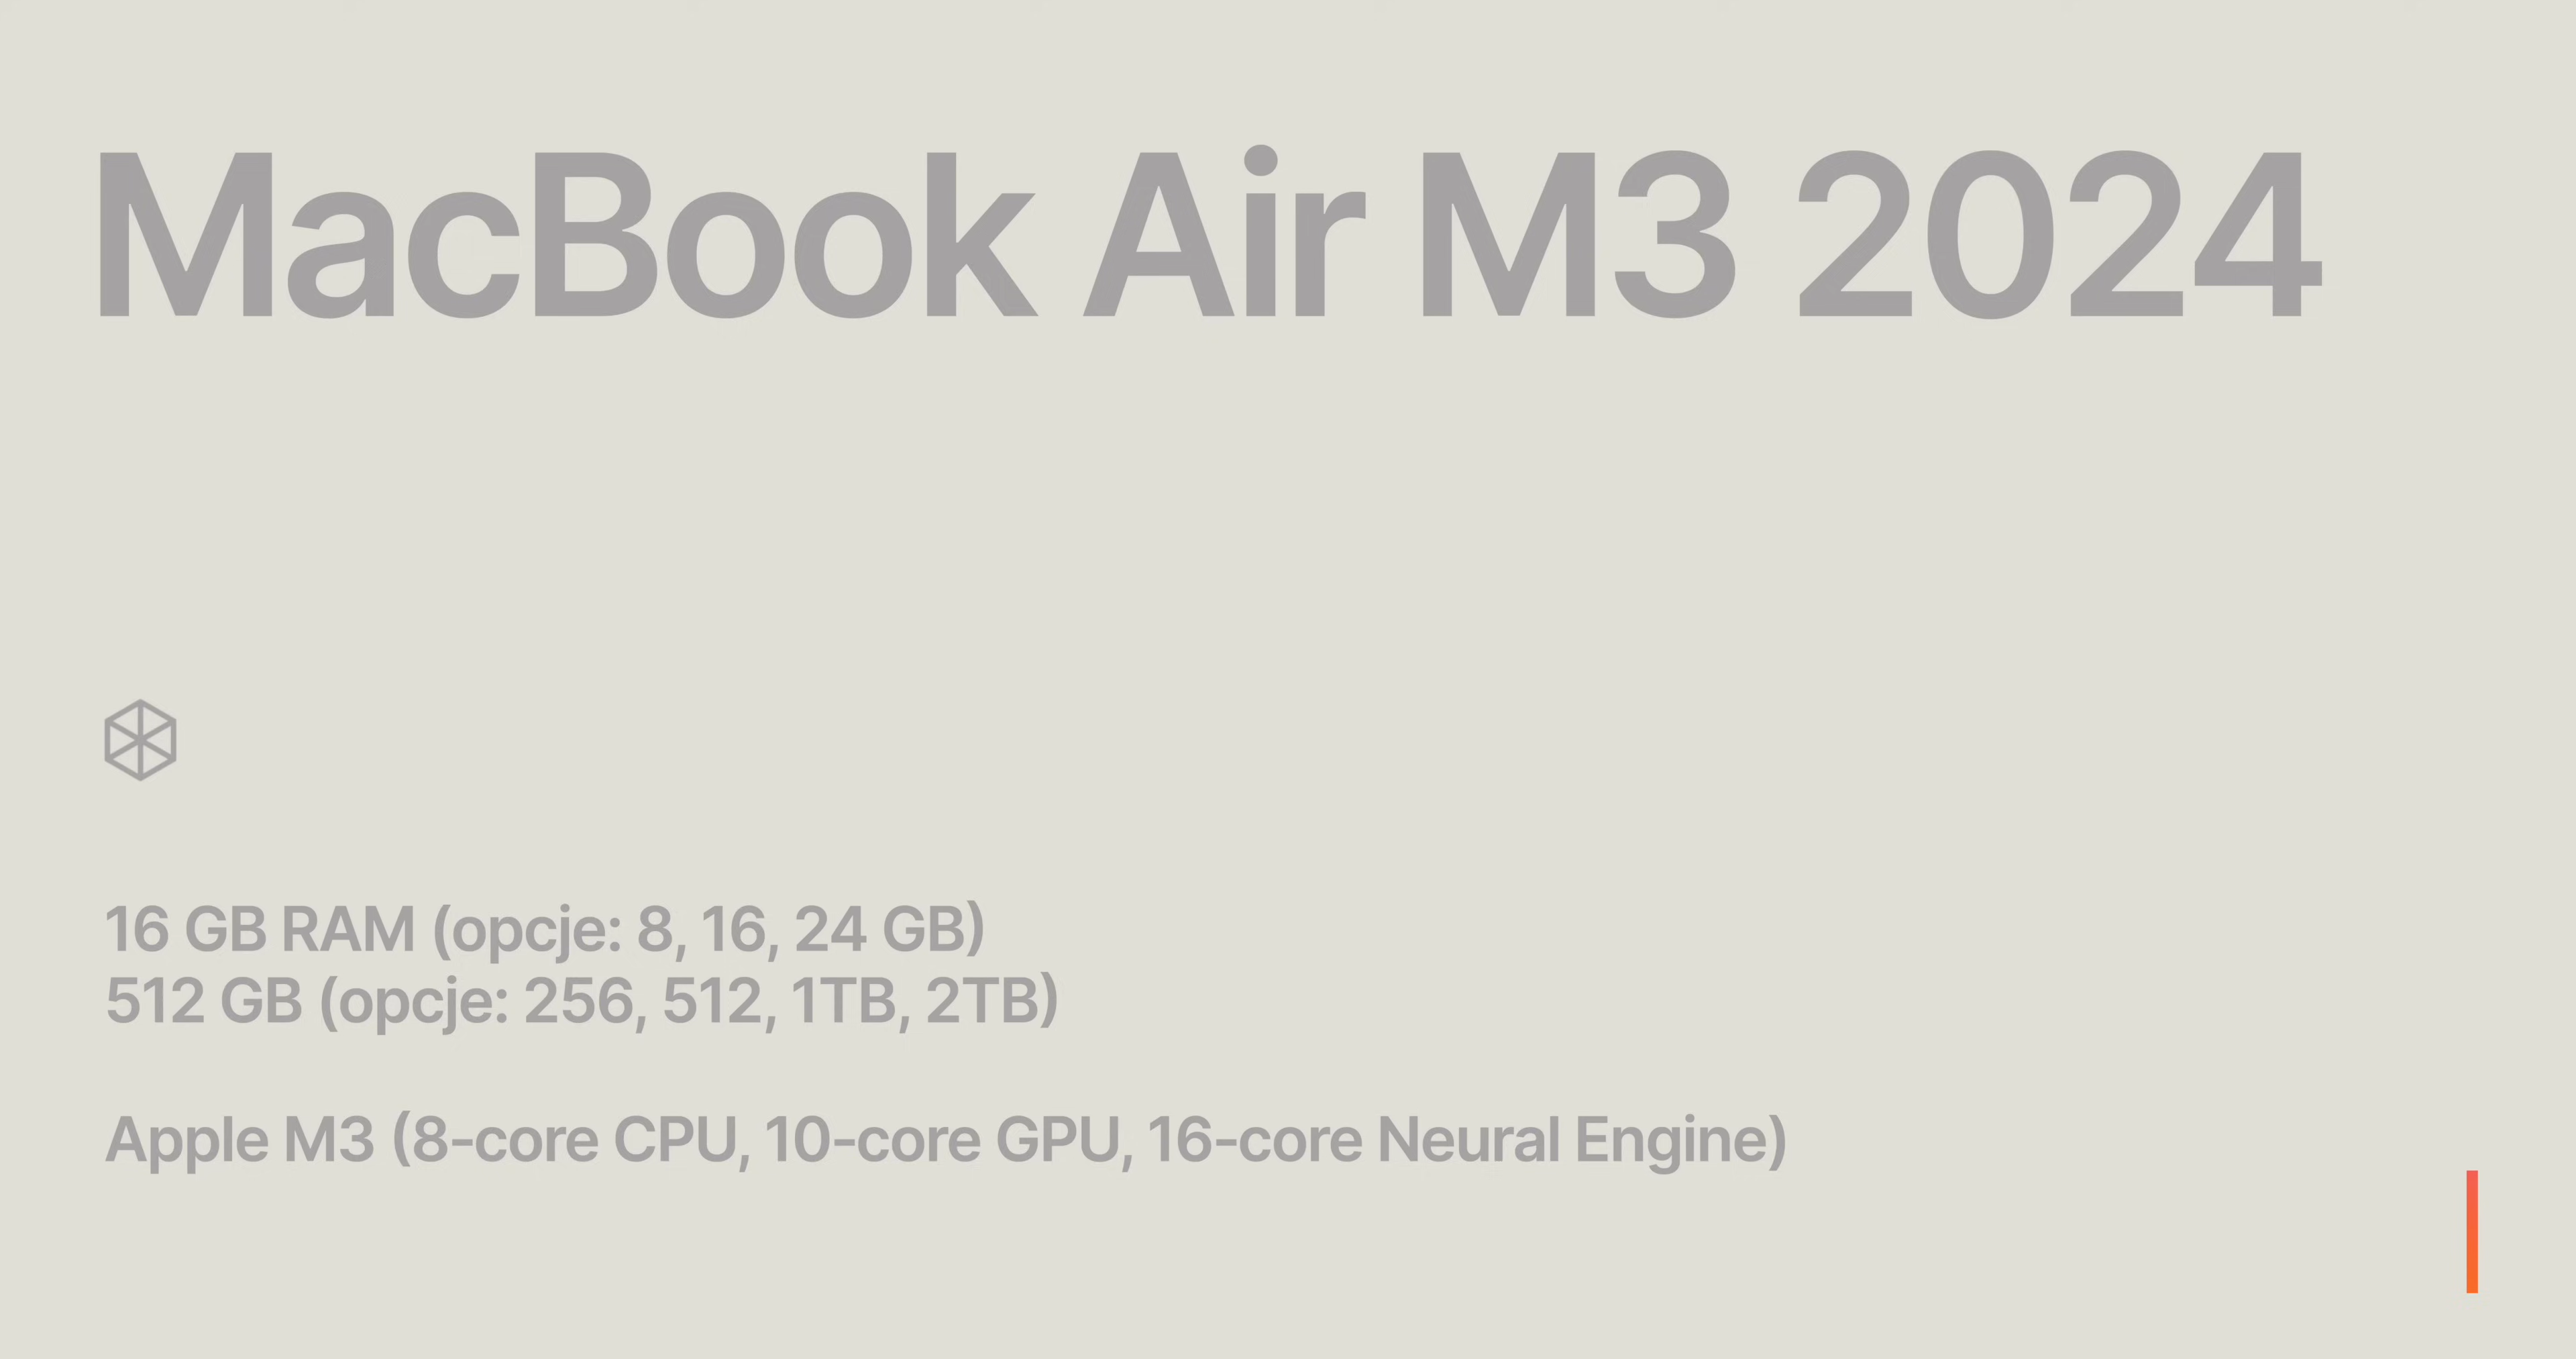 MacBook Air M3 2024
16 GB RAM (opcje: 8, 16, 24 GB)
512 GB (opcje: 256, 512, 1TB, 2TB)
Apple M3 (8-core CPU, 10-core GPU, 16-core Neural Engine)